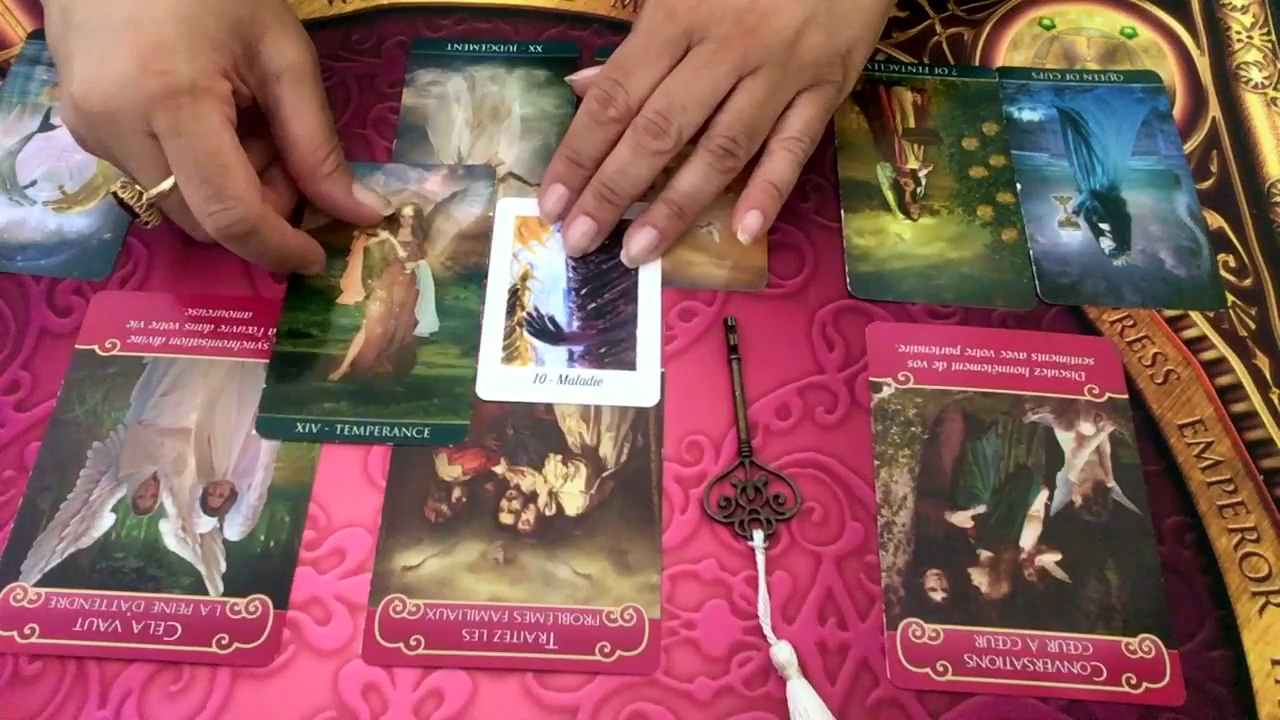 XX - JUDGEMENT
7 OF PENTACLES
QUEEN OF CUPS
XIV - TEMPERANCE
10 - Maladie
synchronisation divine
à l'œuvre dans votre vie
amoureuse.
CELA VAUT
LA PEINE D'ATTENDRE
TRAITEZ LES
PROBLÈMES FAMILIAUX
Discutez honnêtement de vos
sentiments avec votre partenaire.
CONVERSATIONS
CŒUR À CŒUR
RESS
EMPEROR